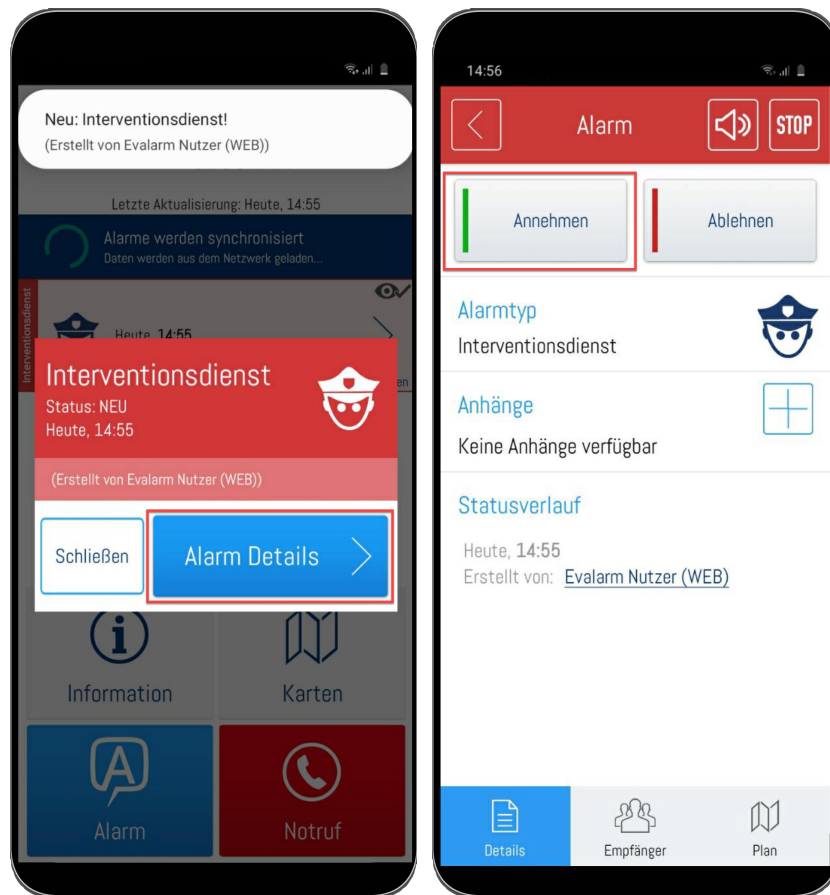 Neu: Interventionsdienst!
(Erstellt von Evalarm Nutzer (WEB))
Letzte Aktualisierung: Heute, 14:55
Alarme werden synchronisiert
Daten werden aus dem Netzwerk geladen...
Interventionsdienst
Heute, 14:55
en
Interventionsdienst
Status: NEU
Heute, 14:55
(Erstellt von Evalarm Nutzer (WEB))
Schließen
Alarm Details
Information
Karten
A
Alarm
Notruf
14:56
Alarm
STOP
Annehmen
Ablehnen
Alarmtyp
Interventionsdienst
Anhänge
Keine Anhänge verfügbar
Statusverlauf
Heute, 14:55
Erstellt von: Evalarm Nutzer (WEB)
Details
Empfänger
Plan